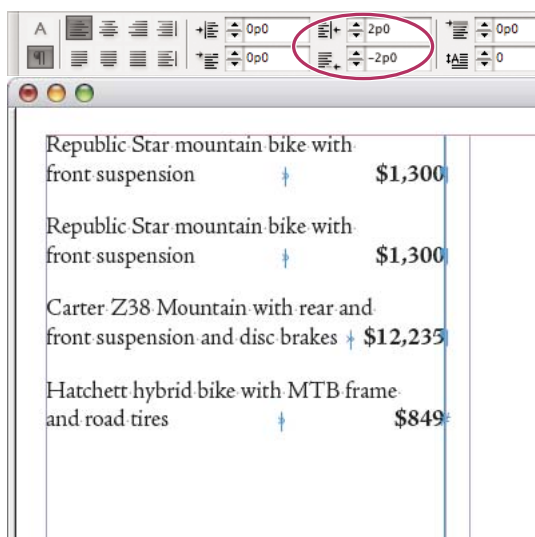 A 0p0 2p0 0p0
¶ 0p0 -2p0 0
Republic Star mountain bike with
front suspension $1,300
Republic Star mountain bike with
front suspension $1,300
Carter Z38 Mountain with rear and
front suspension and disc brakes $12,235
Hatchett hybrid bike with MTB frame
and road tires $849